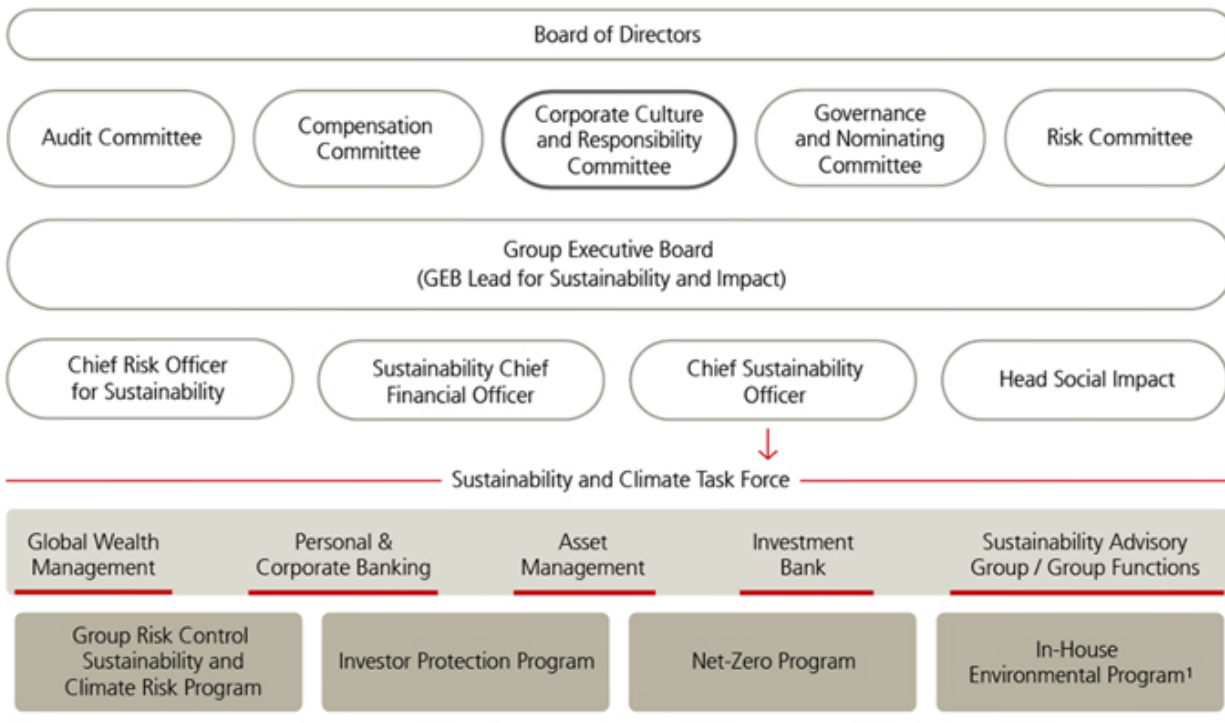 Board of Directors
Audit Committee
Compensation
Committee
Corporate Culture
and Responsibility
Committee
Governance
and Nominating
Committee
Risk Committee
Group Executive Board
(GEB Lead for Sustainability and Impact)
Chief Risk Officer
for Sustainability
Sustainability Chief
Financial Officer
Chief Sustainability
Officer
Head Social Impact
Sustainability and Climate Task Force
Global Wealth
Management
Personal &
Corporate Banking
Asset
Management
Investment
Bank
Sustainability Advisory
Group / Group Functions
Group Risk Control
Sustainability and
Climate Risk Program
Investor Protection Program
Net-Zero Program
In-House
Environmental Program¹